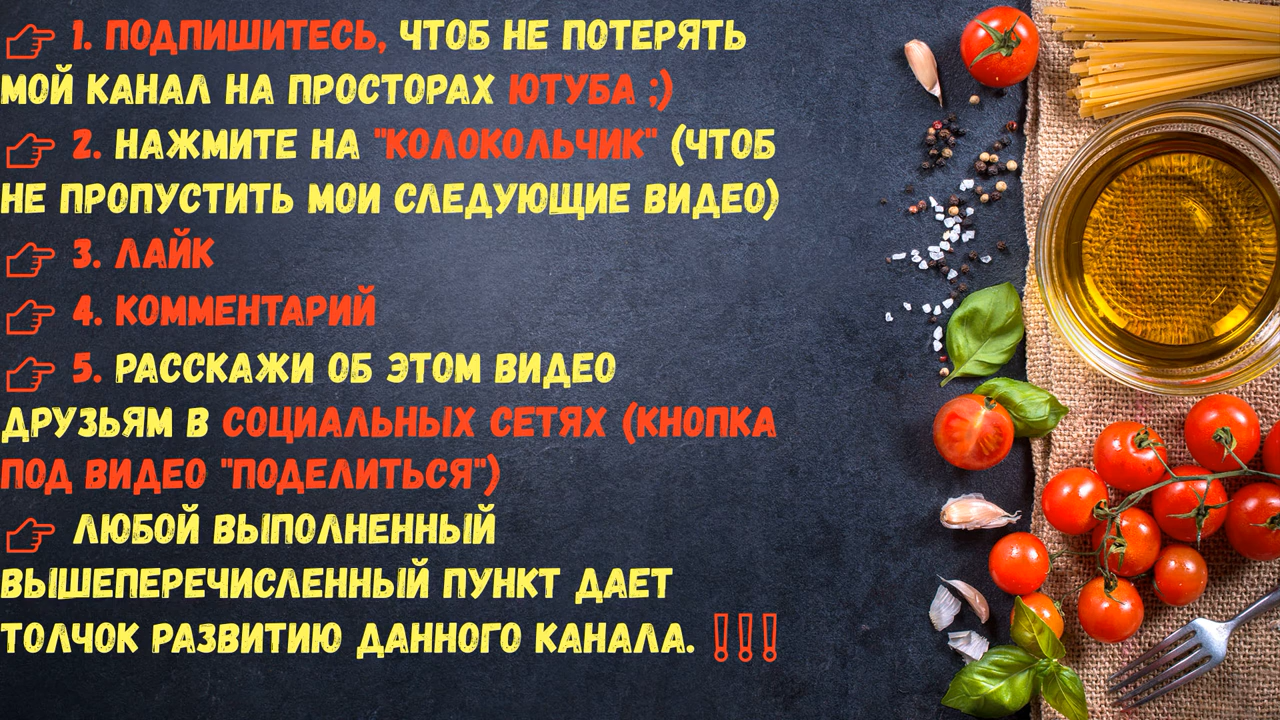 👉 1. ПОДПИШИТЕСЬ, ЧТОБ НЕ ПОТЕРЯТЬ
МОЙ КАНАЛ НА ПРОСТОРАХ ЮТУБА ;)
👉 2. НАЖМИТЕ НА "КОЛОКОЛЬЧИК" (ЧТОБ
НЕ ПРОПУСТИТЬ МОИ СЛЕДУЮЩИЕ ВИДЕО)
👉 3. ЛАЙК
👉 4. КОММЕНТАРИЙ
👉 5. РАССКАЖИ ОБ ЭТОМ ВИДЕО
ДРУЗЬЯМ В СОЦИАЛЬНЫХ СЕТЯХ (КНОПКА
ПОД ВИДЕО "ПОДЕЛИТЬСЯ")
👉 ЛЮБОЙ ВЫПОЛНЕННЫЙ
ВЫШЕПЕРЕЧИСЛЕННЫЙ ПУНКТ ДАЕТ
ТОЛЧОК РАЗВИТИЮ ДАННОГО КАНАЛА. !!!